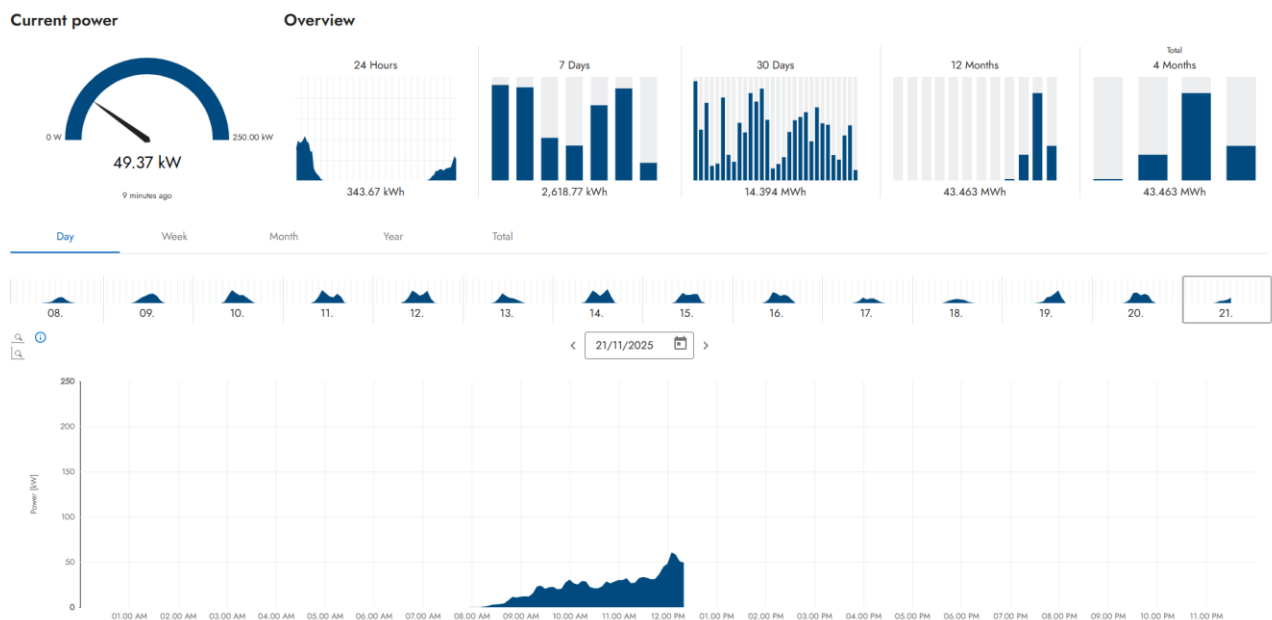 Current power
Overview
0 W
250.00 kW
49.37 kW
9 minutes ago
24 Hours
343.67 kWh
7 Days
2,618.77 kWh
30 Days
14.394 MWh
12 Months
43.463 MWh
Total
4 Months
43.463 MWh
Day Week Month Year Total
08. 09. 10. 11. 12. 13. 14. 15. 16. 17. 18. 19. 20. 21.
21/11/2025
Power [kW]
250
200
150
100
50
0
01.00 AM 02.00 AM 03.00 AM 04.00 AM 05.00 AM 06.00 AM 07.00 AM 08.00 AM 09.00 AM 10.00 AM 11.00 AM 12.00 PM 01.00 PM 02.00 PM 03.00 PM 04.00 PM 05.00 PM 06.00 PM 07.00 PM 08.00 PM 09.00 PM 10.00 PM 11.00 PM